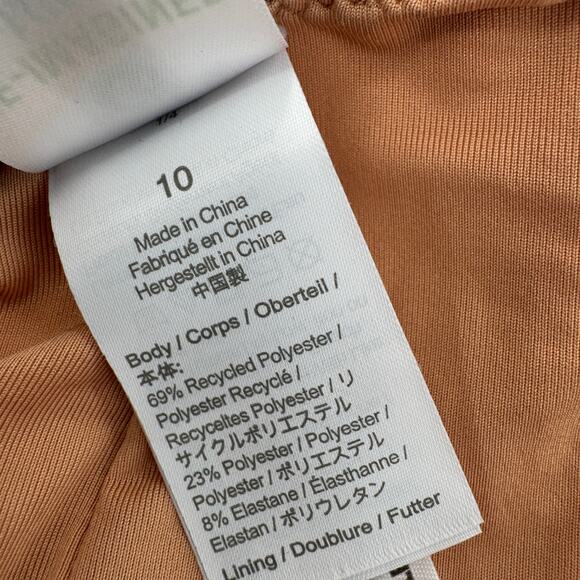 10
Made in China
Fabriqué en Chine
Hergestellt in China
中国製
Body / Corps / Oberteil /
本体:
69% Recycled Polyester /
Polyester Recyclé /
Recyceltes Polyester / リ
サイクルポリエステル
23% Polyester / Polyester /
Polyester / ポリエステル
8% Elastane / Élasthanne /
Elastan / ポリウレタン
Lining / Doublure / Futter